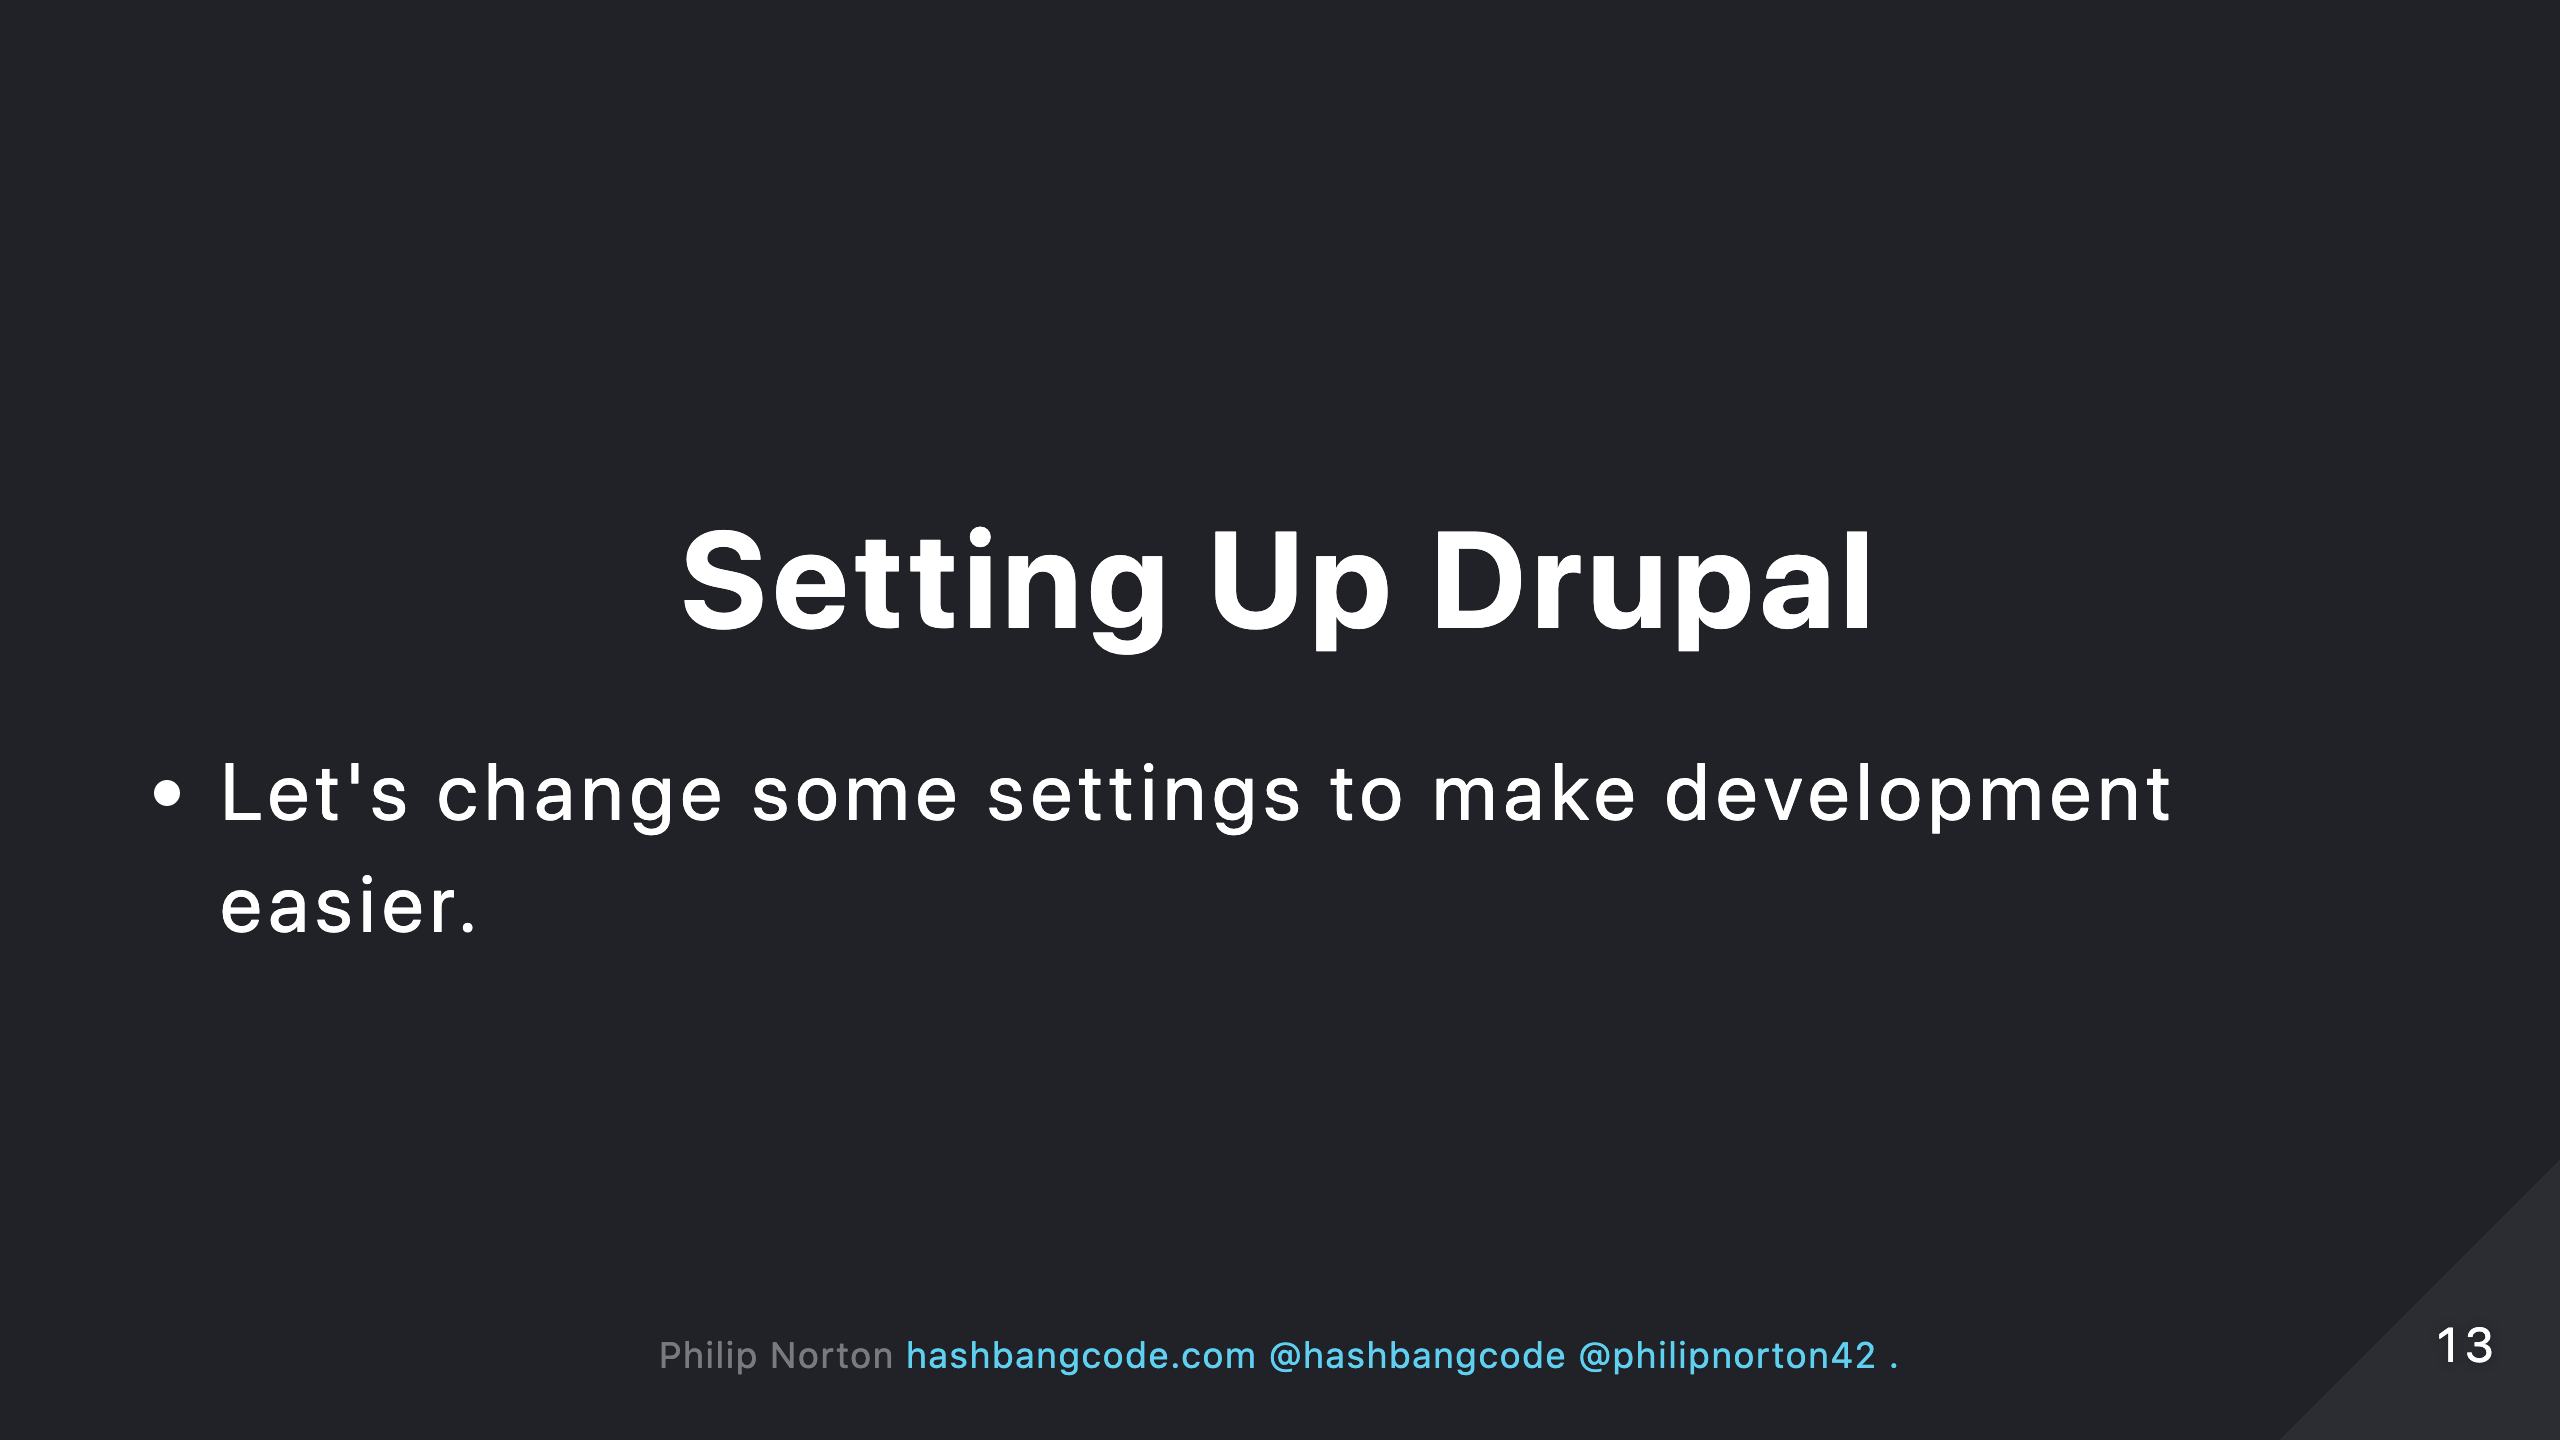 Setting Up Drupal
• Let's change some settings to make development
easier.
Philip Norton hashbangcode.com @hashbangcode @philipnorton42 .
13